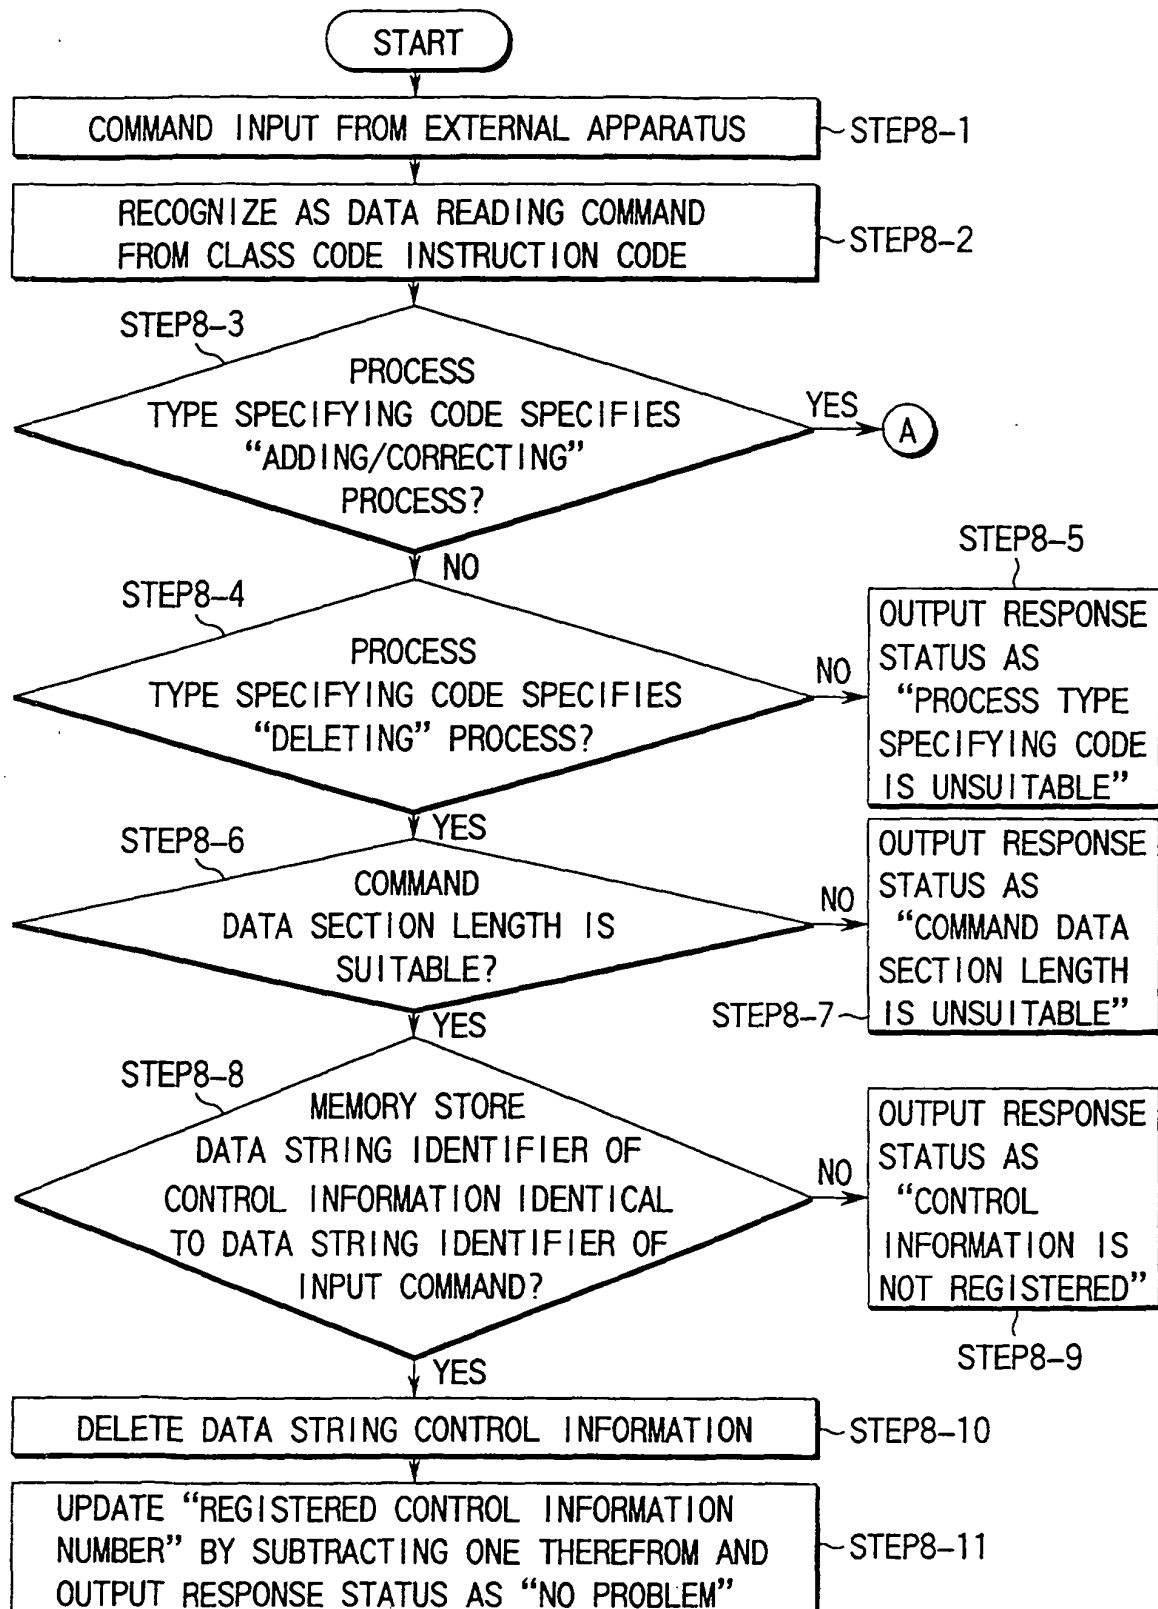 START
COMMAND INPUT FROM EXTERNAL APPARATUS
STEP8-1
RECOGNIZE AS DATA READING COMMAND
FROM CLASS CODE INSTRUCTION CODE
STEP8-2
STEP8-3
PROCESS
TYPE SPECIFYING CODE SPECIFIES
“ADDING/CORRECTING”
PROCESS?
YES
A
NO
STEP8-4
PROCESS
TYPE SPECIFYING CODE SPECIFIES
“DELETING” PROCESS?
NO
STEP8-5
OUTPUT RESPONSE
STATUS AS
“PROCESS TYPE
SPECIFYING CODE
IS UNSUITABLE”
YES
STEP8-6
COMMAND
DATA SECTION LENGTH IS
SUITABLE?
NO
OUTPUT RESPONSE
STATUS AS
“COMMAND DATA
SECTION LENGTH
IS UNSUITABLE”
STEP8-7
YES
STEP8-8
MEMORY STORE
DATA STRING IDENTIFIER OF
CONTROL INFORMATION IDENTICAL
TO DATA STRING IDENTIFIER OF
INPUT COMMAND?
NO
OUTPUT RESPONSE
STATUS AS
“CONTROL
INFORMATION IS
NOT REGISTERED”
STEP8-9
YES
DELETE DATA STRING CONTROL INFORMATION
STEP8-10
UPDATE “REGISTERED CONTROL INFORMATION
NUMBER” BY SUBTRACTING ONE THEREFROM AND
OUTPUT RESPONSE STATUS AS “NO PROBLEM”
STEP8-11